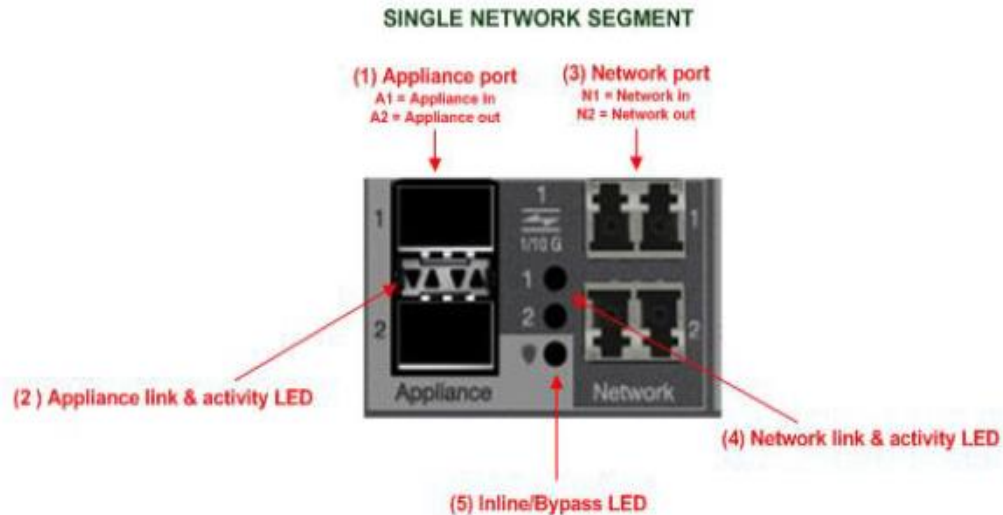 SINGLE NETWORK SEGMENT
(1) Appliance port
A1 = Appliance in
A2 = Appliance out
(3) Network port
N1 = Network in
N2 = Network out
1
1
1/10 G
1
1
2
2
2
Appliance
Network
(2 ) Appliance link & activity LED
(4) Network link & activity LED
(5) Inline/Bypass LED